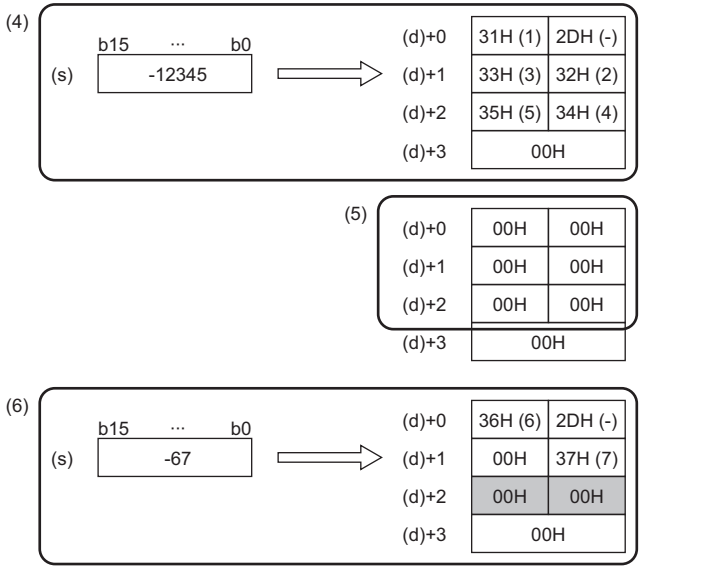 (4)
b15 ... b0
(s) -12345
(d)+0 31H (1) 2DH (-)
(d)+1 33H (3) 32H (2)
(d)+2 35H (5) 34H (4)
(d)+3 00H
(5)
(d)+0 00H 00H
(d)+1 00H 00H
(d)+2 00H 00H
(d)+3 00H
(6)
b15 ... b0
(s) -67
(d)+0 36H (6) 2DH (-)
(d)+1 00H 37H (7)
(d)+2 00H 00H
(d)+3 00H